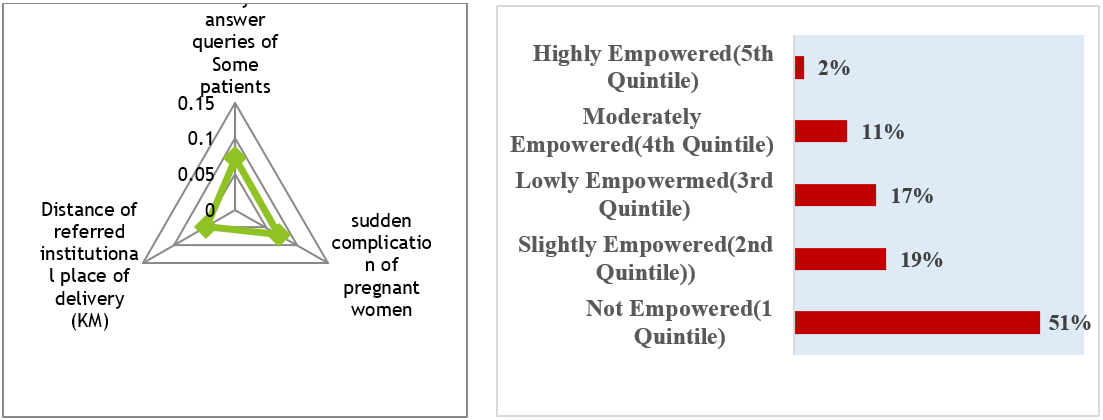 answer
queries of
Some
patients
0.15
0.1
0.05
0
Distance of
referred
institutiona
l place of
delivery
(KM)
sudden
complicatio
n of
pregnant
women
Highly Empowered(5th
Quintile)
2%
Moderately
Empowered(4th Quintile)
11%
Lowly Empowermed(3rd
Quintile)
17%
Slightly Empowered(2nd
Quintile))
19%
Not Empowered(1
Quintile)
51%